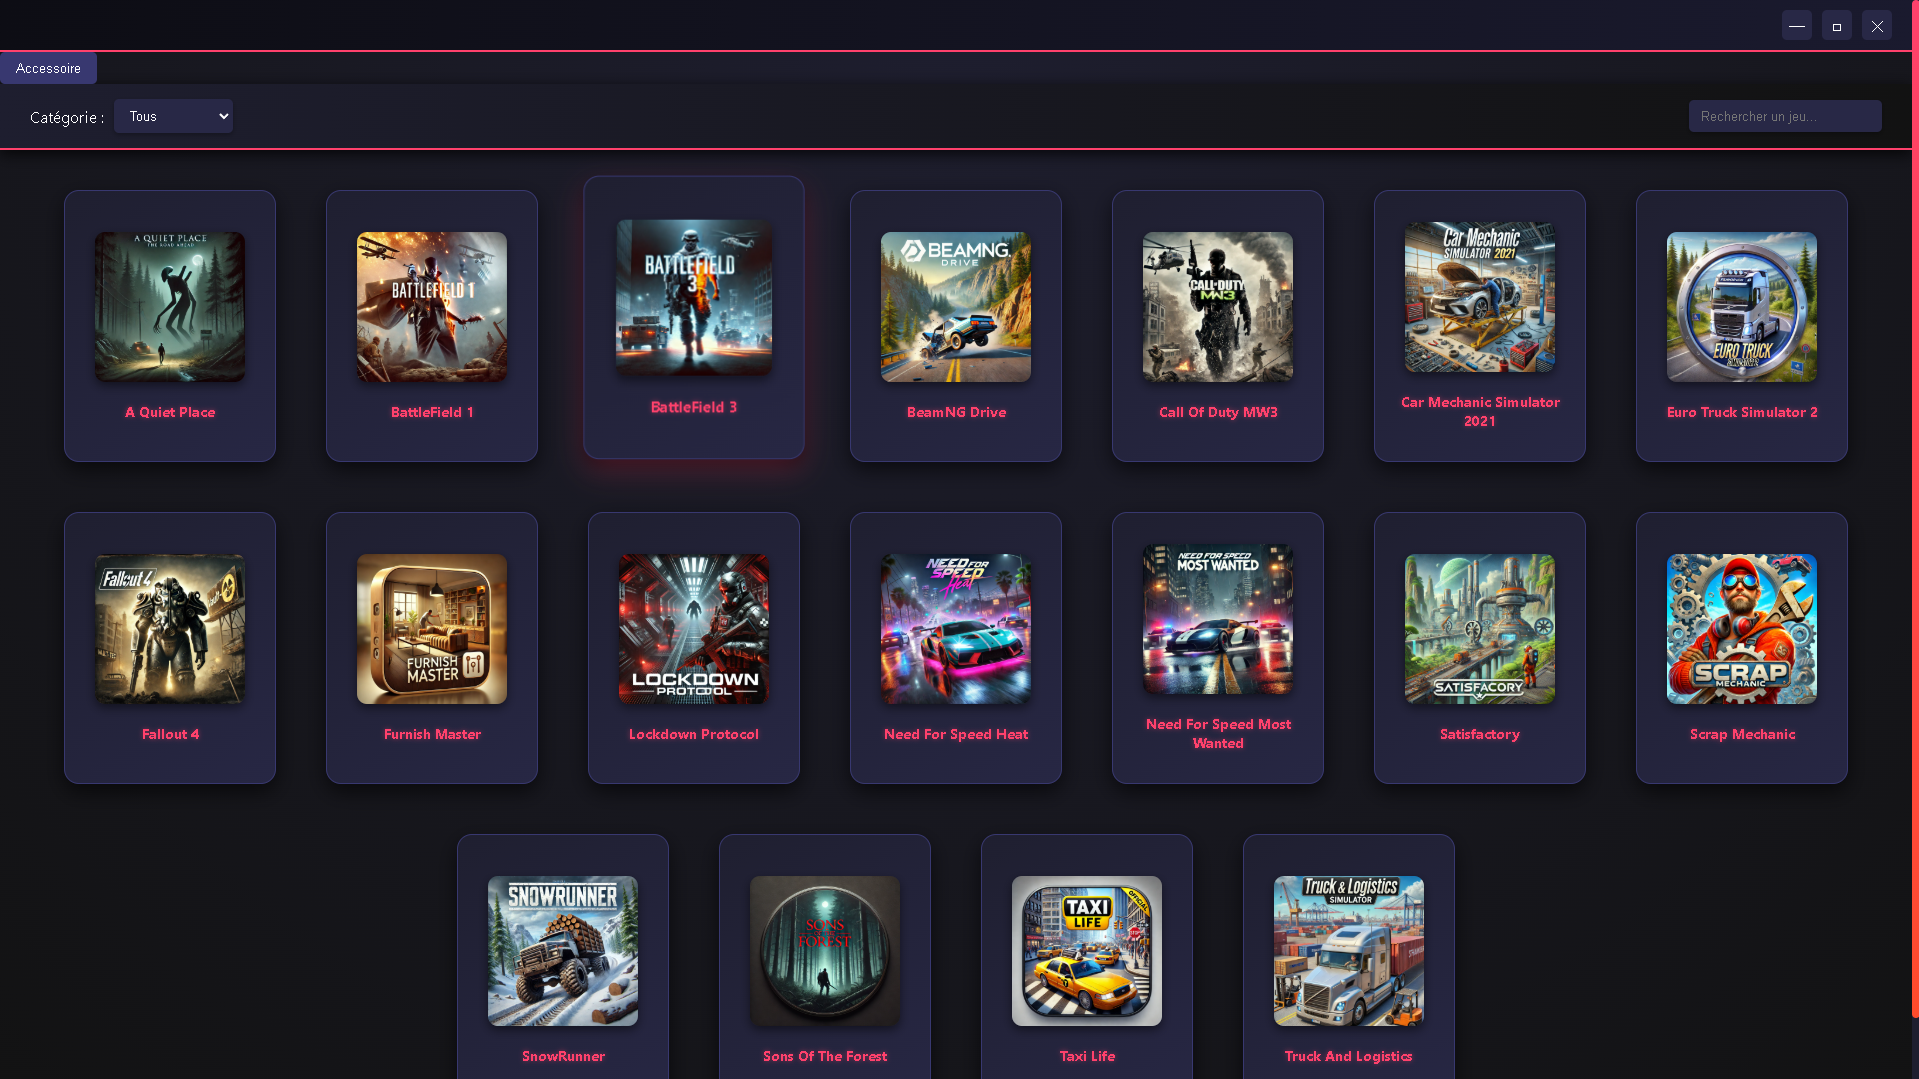 Accessoire
Catégorie :
Tous
Rechercher un jeu...
A QUIET PLACE
THE ROAD AHEAD
BATTLEFIELD 1
BATTLEFIELD
3
BEAMNG.
DRIVE
CALL OF DUTY
MW3
Car Mechanic
SIMULATOR 2021
EURO TRUCK
A Quiet Place
BattleField 1
BattleField 3
BeamNG Drive
Call Of Duty MW3
Car Mechanic Simulator
2021
Euro Truck Simulator 2
Fallout 4
FURNISH
MASTER
LOCKDOWN
PROTOCOL
NEED FOR
SPEED
Heat
NEED FOR SPEED
MOST WANTED
SATISFACORY
SCRAP
MECHANIC
Fallout 4
Furnish Master
Lockdown Protocol
Need For Speed Heat
Need For Speed Most
Wanted
Satisfactory
Scrap Mechanic
SNOWRUNNER
SONS
FOREST
TAXI
LIFE
Truck & Logistics
SIMULATOR
SnowRunner
Sons Of The Forest
Taxi Life
Truck And Logistics